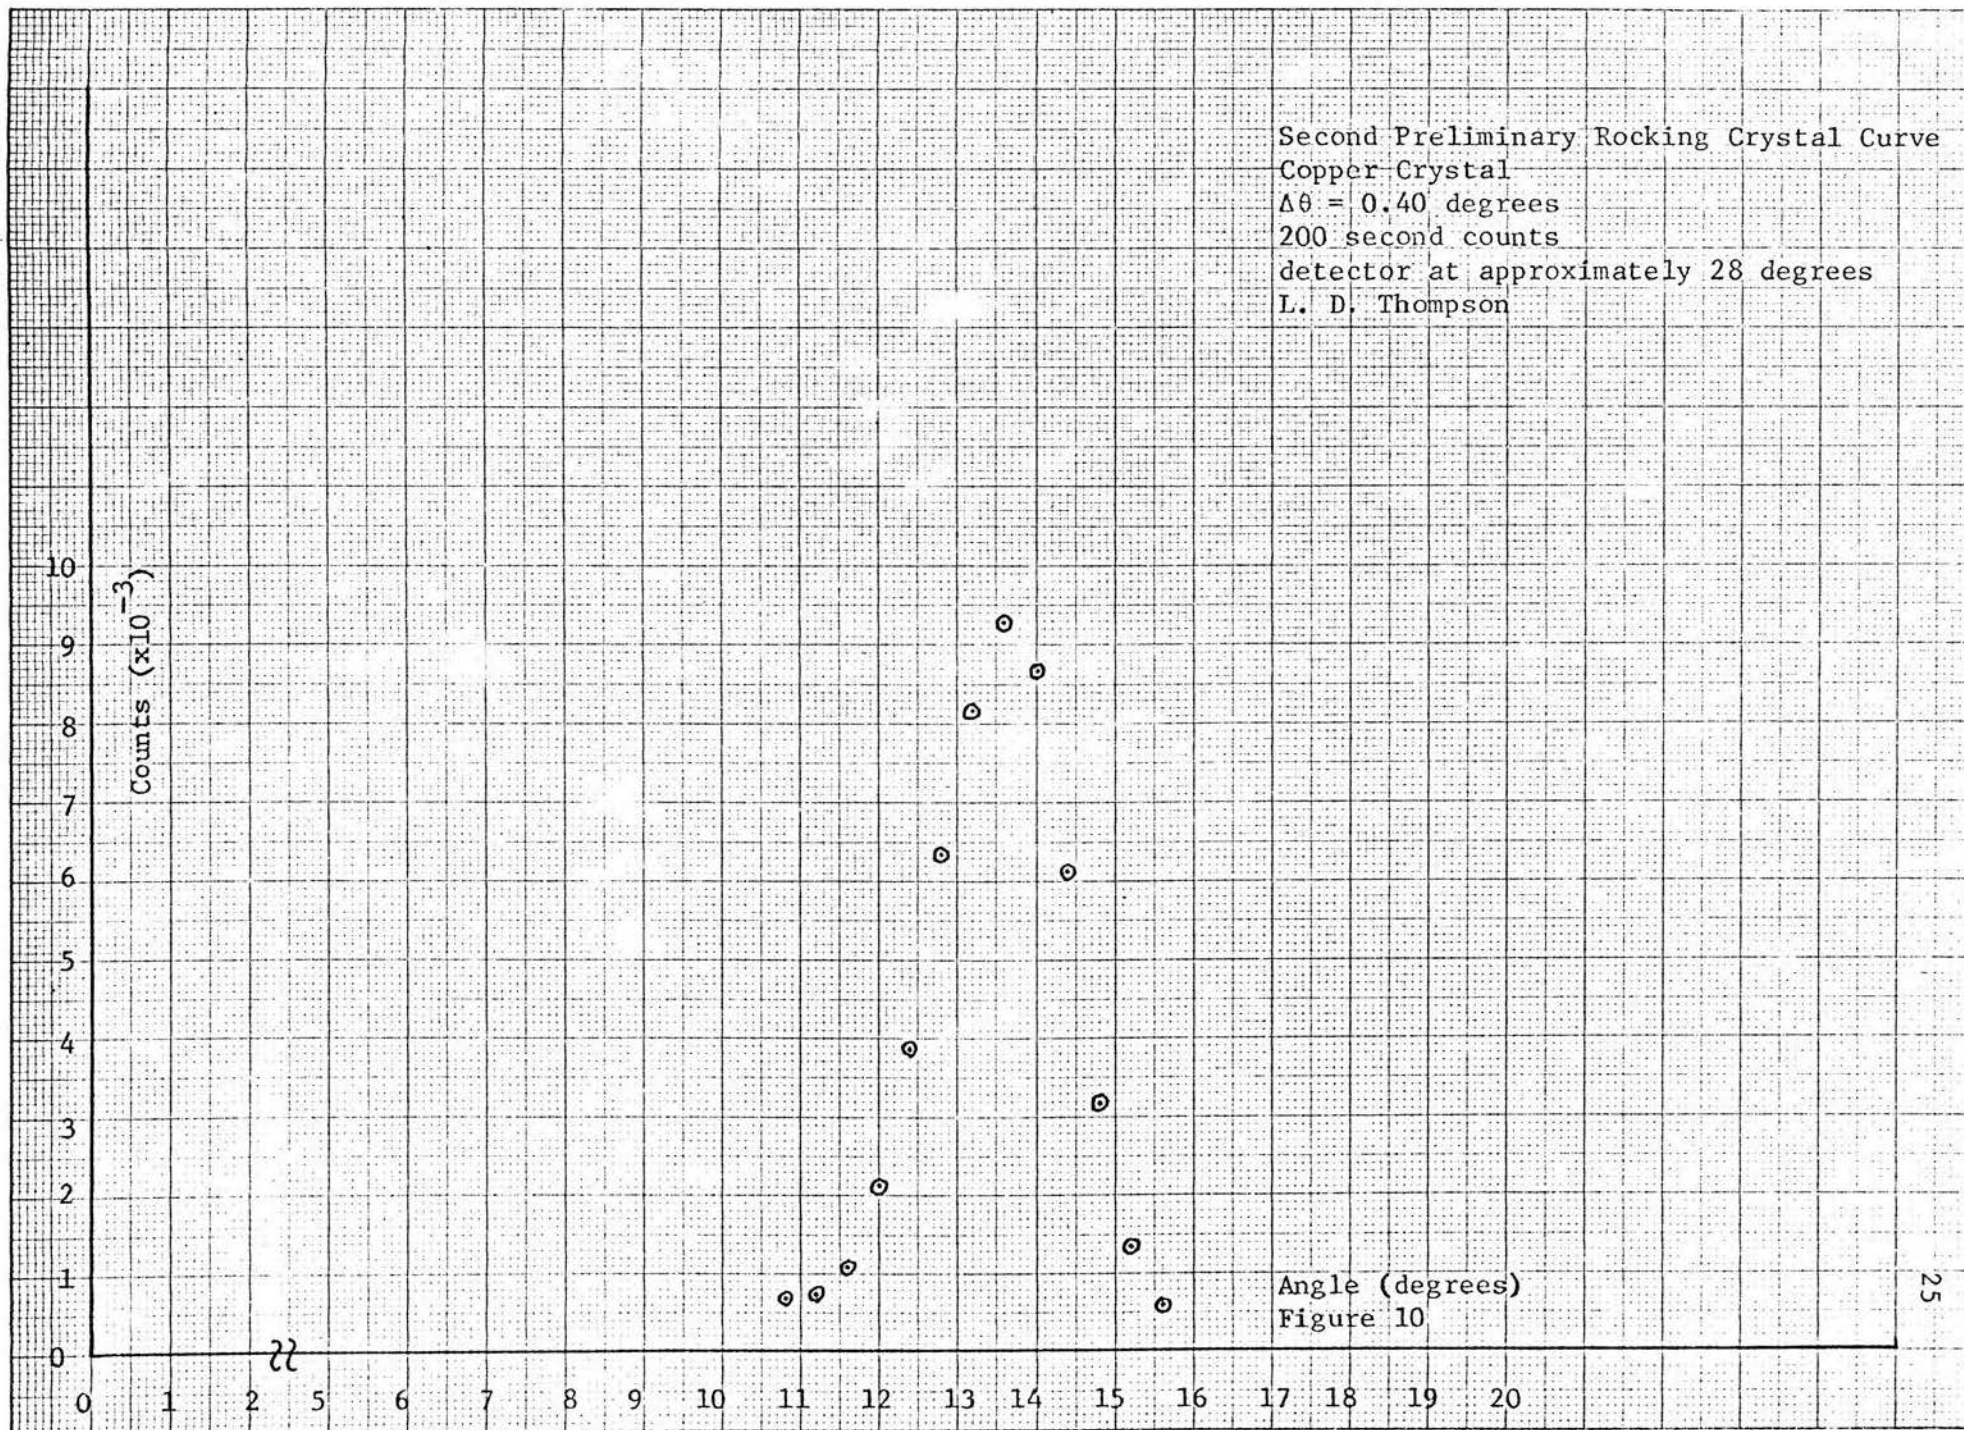 Second Preliminary Rocking Crystal Curve
Copper Crystal
Δθ = 0.40 degrees
200 second counts
detector at approximately 28 degrees
L. D. Thompson
Counts (x10⁻³)
10
9
8
7
6
5
4
3
2
1
0
Angle (degrees)
Figure 10
25
0 1 2 5 6 7 8 9 10 11 12 13 14 15 16 17 18 19 20